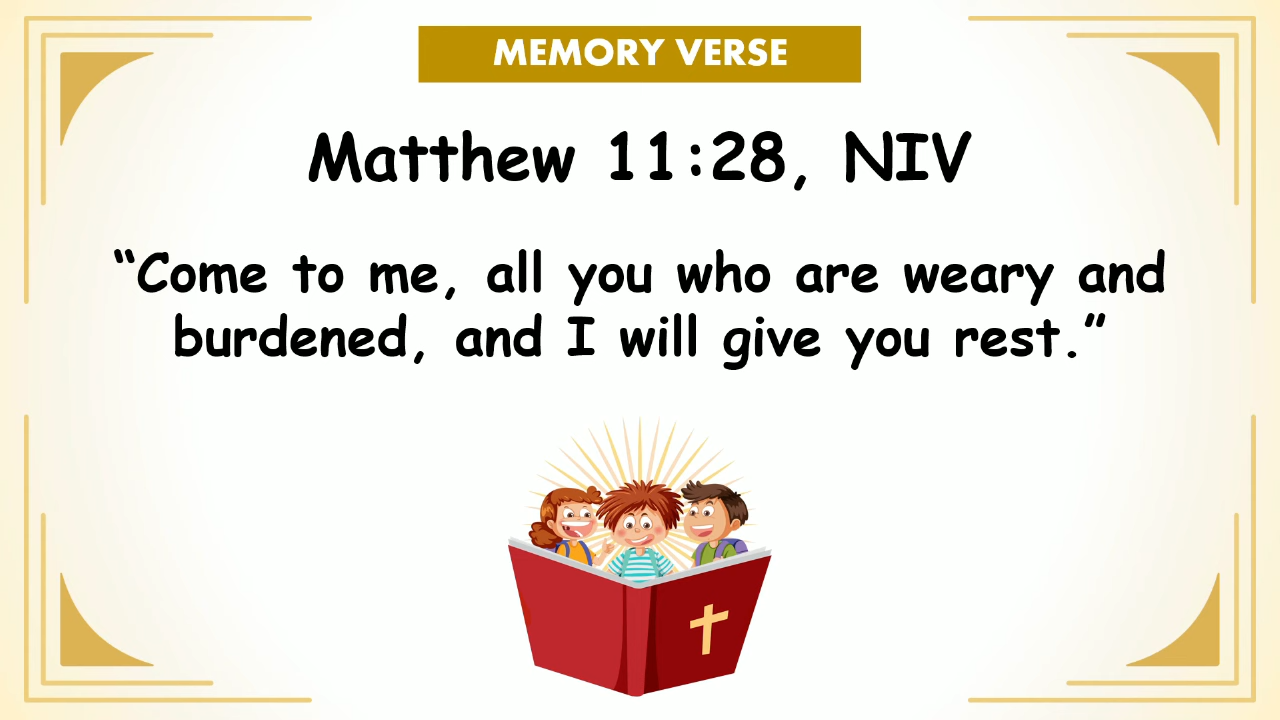 MEMORY VERSE
Matthew 11:28, NIV
“Come to me, all you who are weary and
burdened, and I will give you rest.”